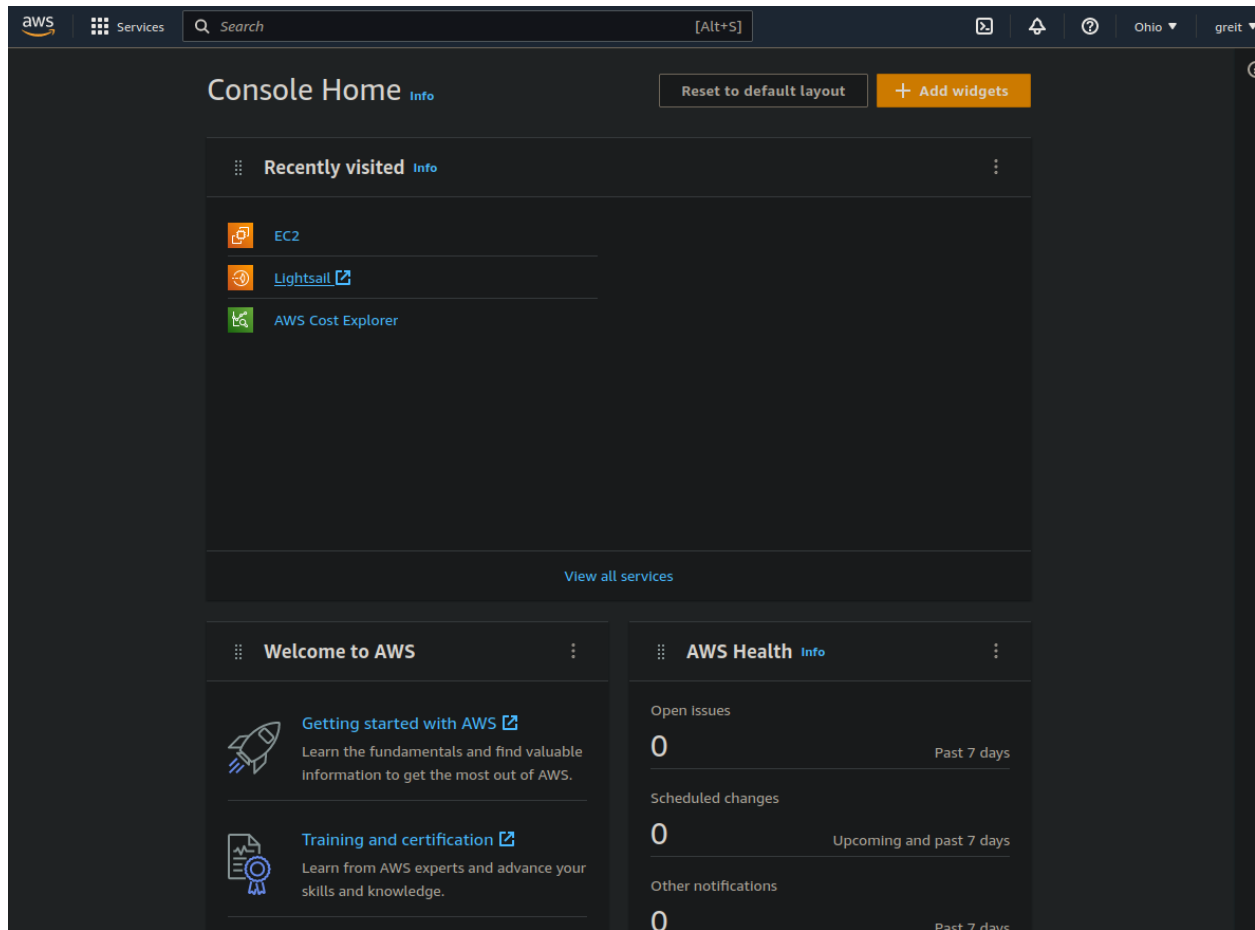 aws Services Search [Alt+S] Ohio greit
Console Home Info Reset to default layout + Add widgets
Recently visited Info
EC2
Lightsail
AWS Cost Explorer
View all services
Welcome to AWS
Getting started with AWS
Learn the fundamentals and find valuable
information to get the most out of AWS.
Training and certification
Learn from AWS experts and advance your
skills and knowledge.
AWS Health Info
Open issues
0 Past 7 days
Scheduled changes
0 Upcoming and past 7 days
Other notifications
0 Past 7 days